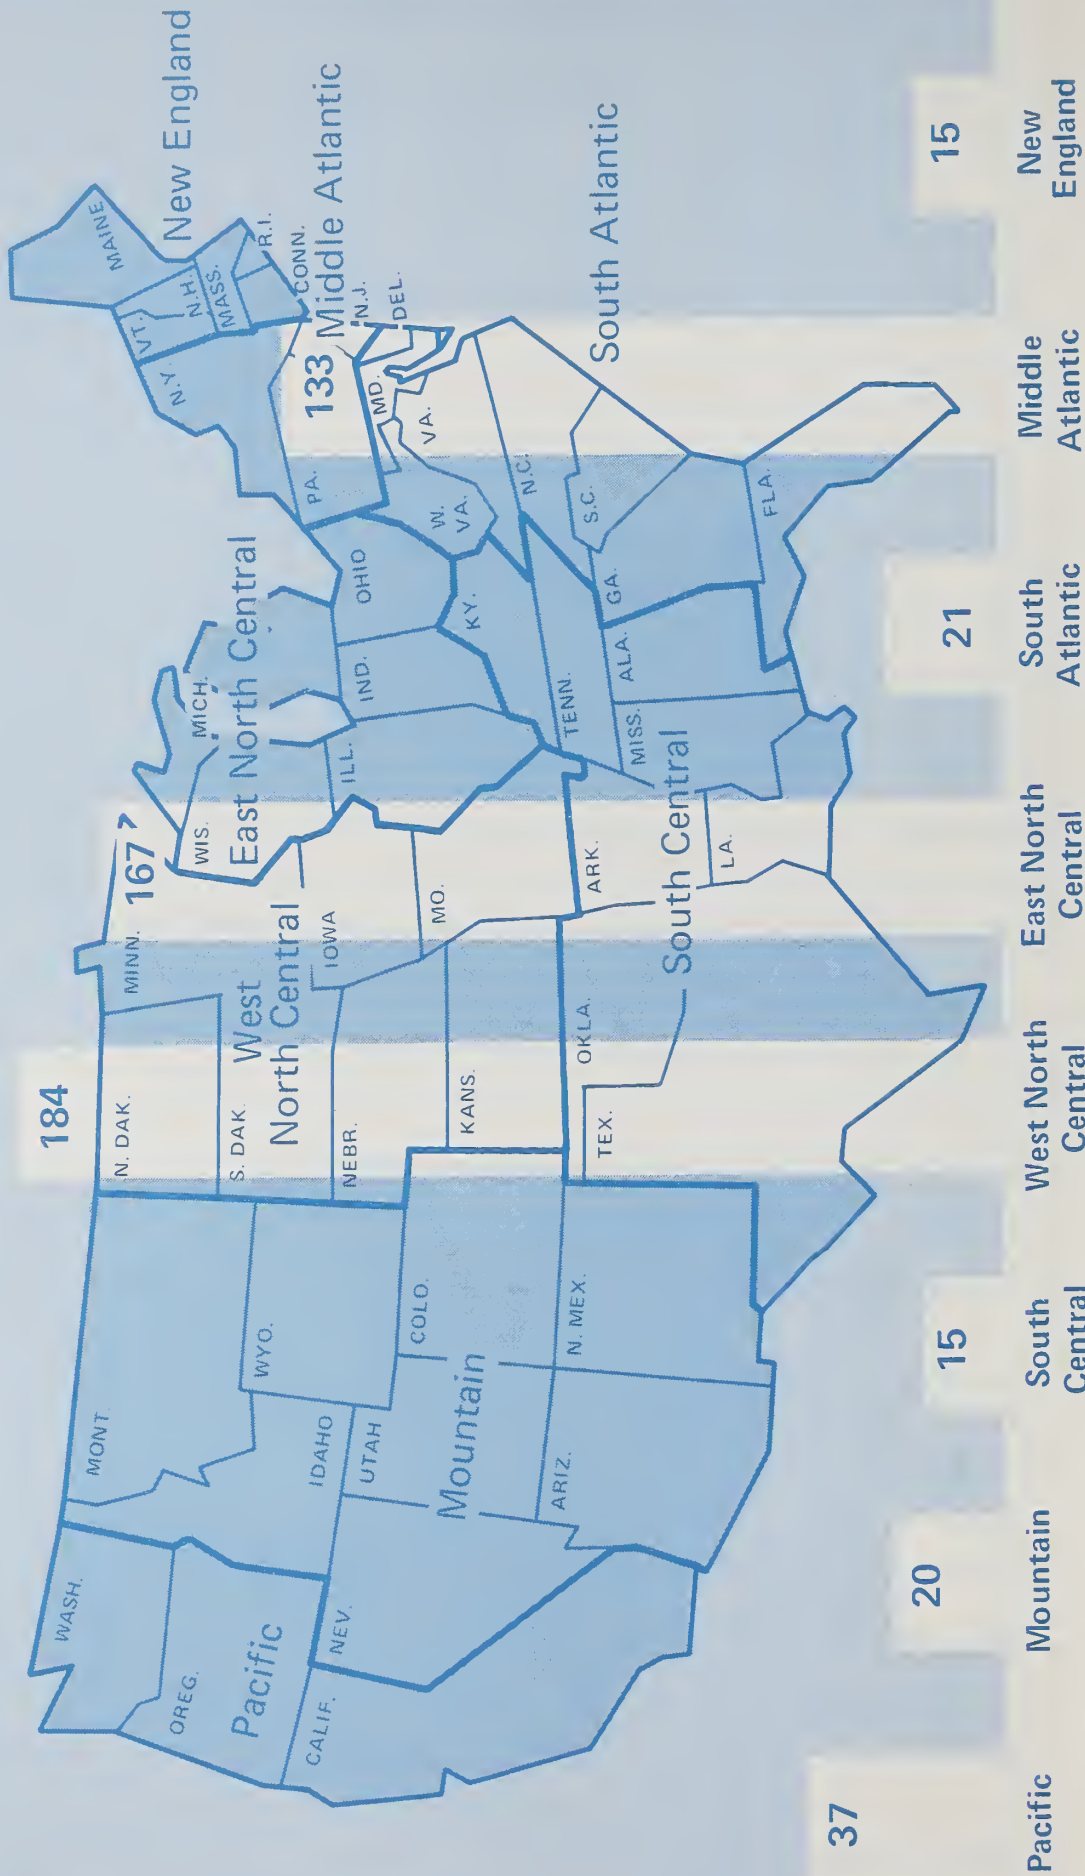 WASH.
OREG.
Pacific
CALIF.
NEV.
MONT.
IDAHO
WYO.
UTAH
COLO.
Mountain
ARIZ.
N. MEX.
184
N. DAK.
MINN.
S. DAK.
West
North Central
NEBR.
IOWA
KANS.
MO.
167
WIS.
MICH.
East North Central
ILL.
IND.
OHIO
OKLA.
TEX.
ARK.
LA.
South Central
MISS.
ALA.
TENN.
KY.
MAINE
VT.
N.H.
MASS.
R.I.
CONN.
New England
N.Y.
PA.
N.J.
133
Middle Atlantic
DEL.
MD.
VA.
W.
VA.
N.C.
S.C.
GA.
FLA.
South Atlantic
37
20
15
21
15
Pacific
Mountain
South
Central
West North
Central
East North
Central
South
Atlantic
Middle
Atlantic
New
England